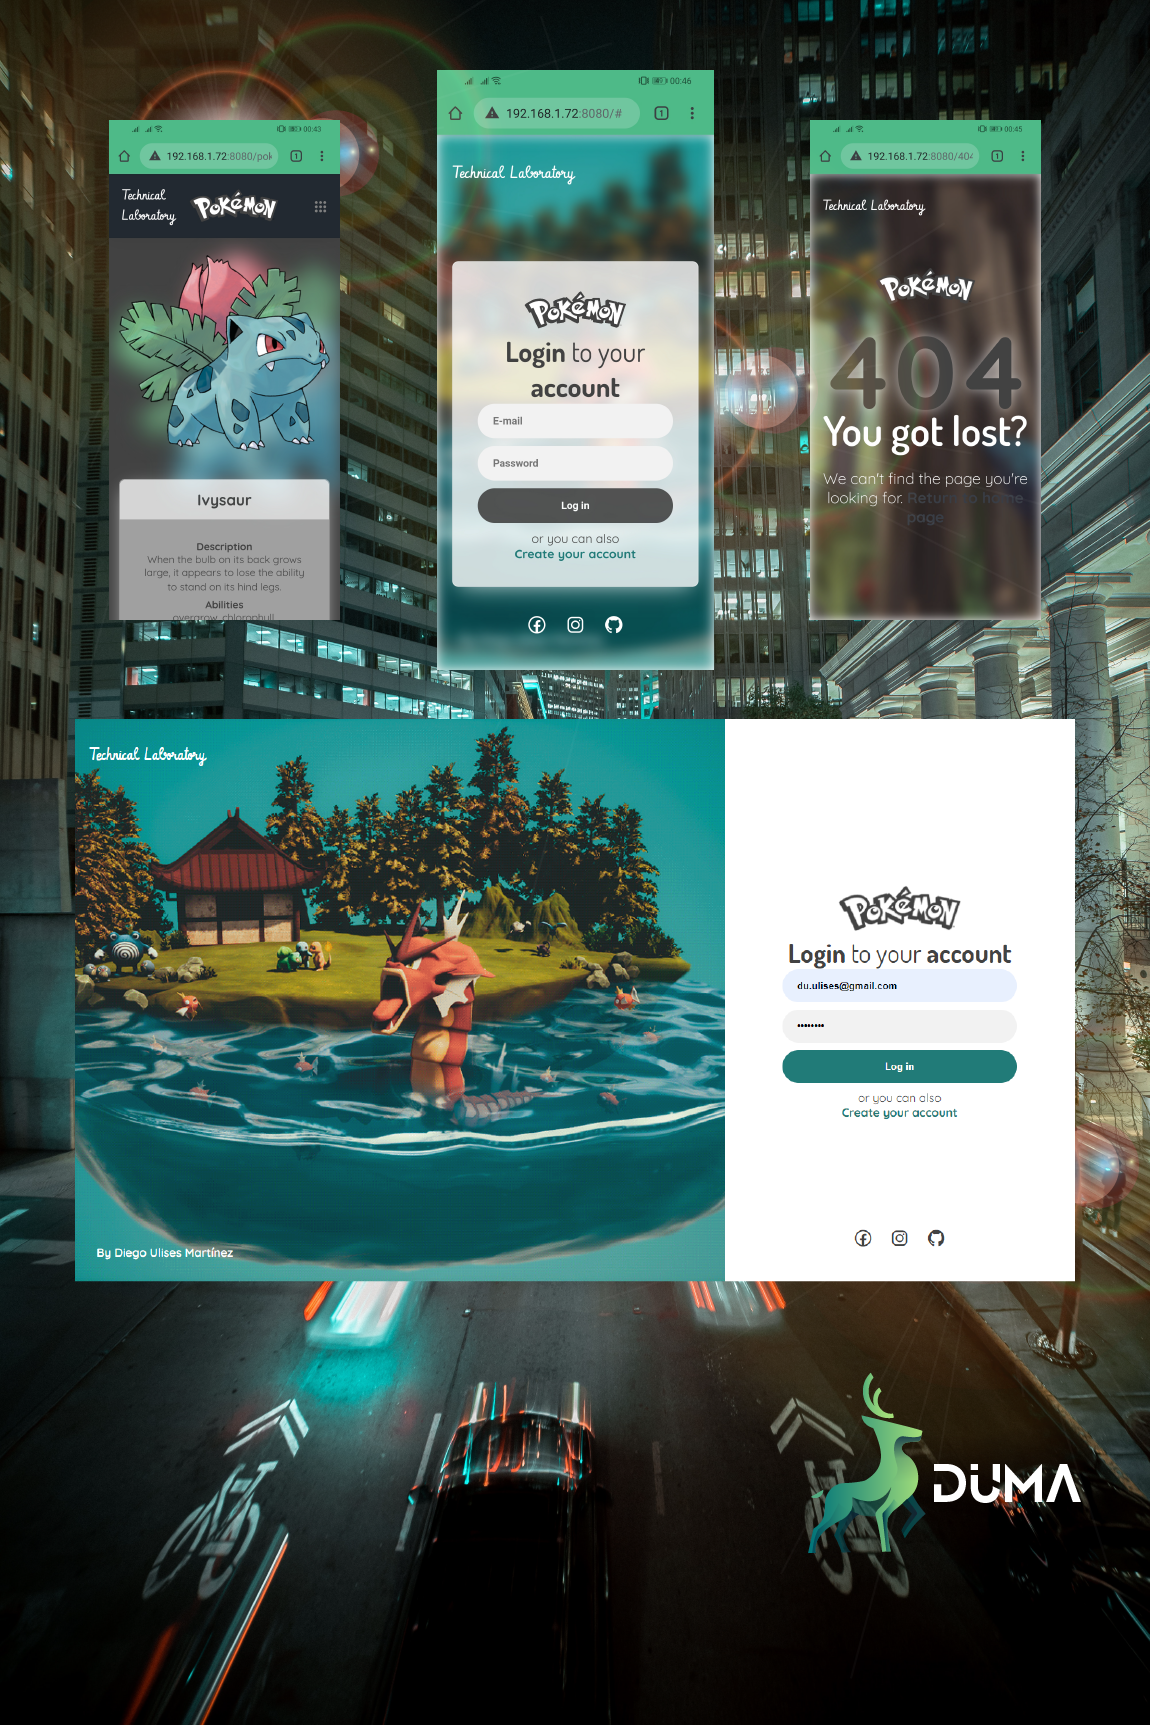 00:43
192.168.1.72:8080/pok
1
Technical
Laboratory
POKéMON
Ivysaur
Description
When the bulb on its back grows
large, it appears to lose the ability
to stand on its hind legs.
Abilities
overgrow, chlorophyll
00:46
192.168.1.72:8080/#
1
Technical Laboratory
POKéMON
Login to your
account
E-mail
Password
Log in
or you can also
Create your account
00:45
192.168.1.72:8080/404
1
Technical Laboratory
POKéMON
404
You got lost?
We can't find the page you're
looking for. Return to home
page
Technical Laboratory
By Diego Ulises Martínez
POKéMON
Login to your account
du.ulises@gmail.com
••••••••
Log in
or you can also
Create your account
DUMA